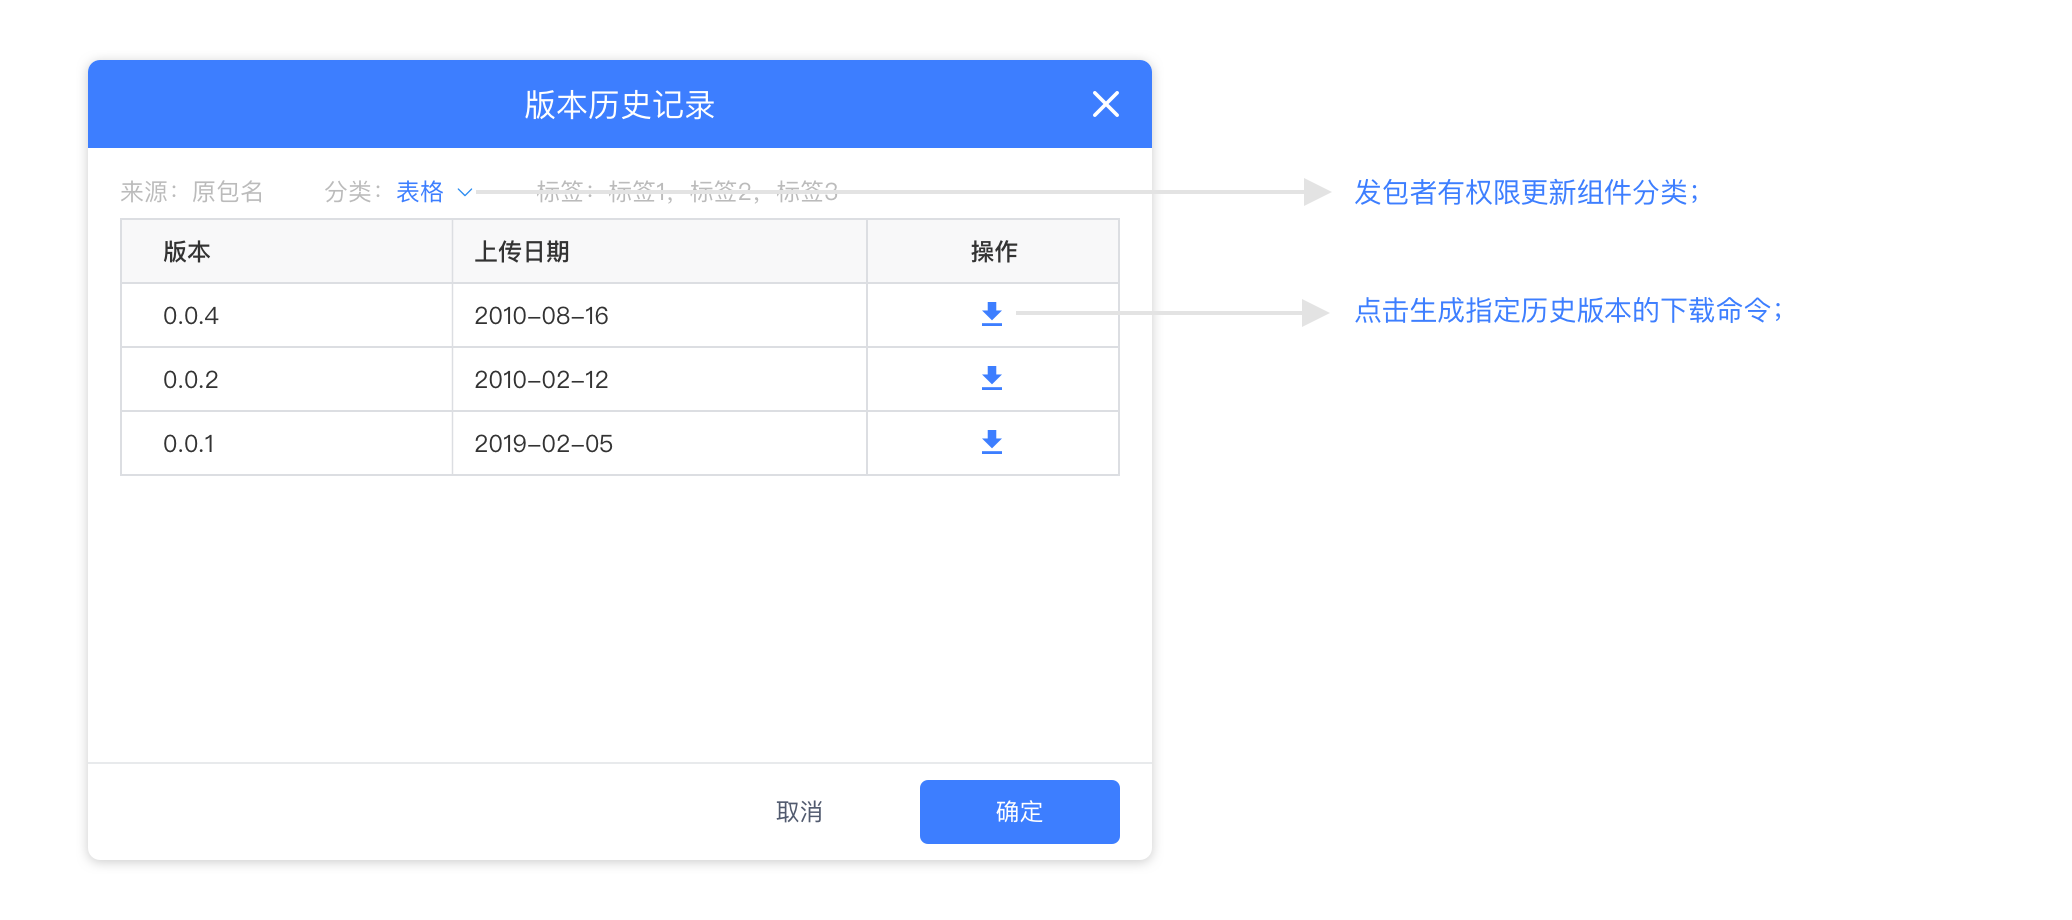 版本历史记录
来源：原包名 分类：表格 标签：标签1，标签2，标签3
发包者有权限更新组件分类；
版本 上传日期 操作
0.0.4 2010-08-16
点击生成指定历史版本的下载命令；
0.0.2 2010-02-12
0.0.1 2019-02-05
取消 确定